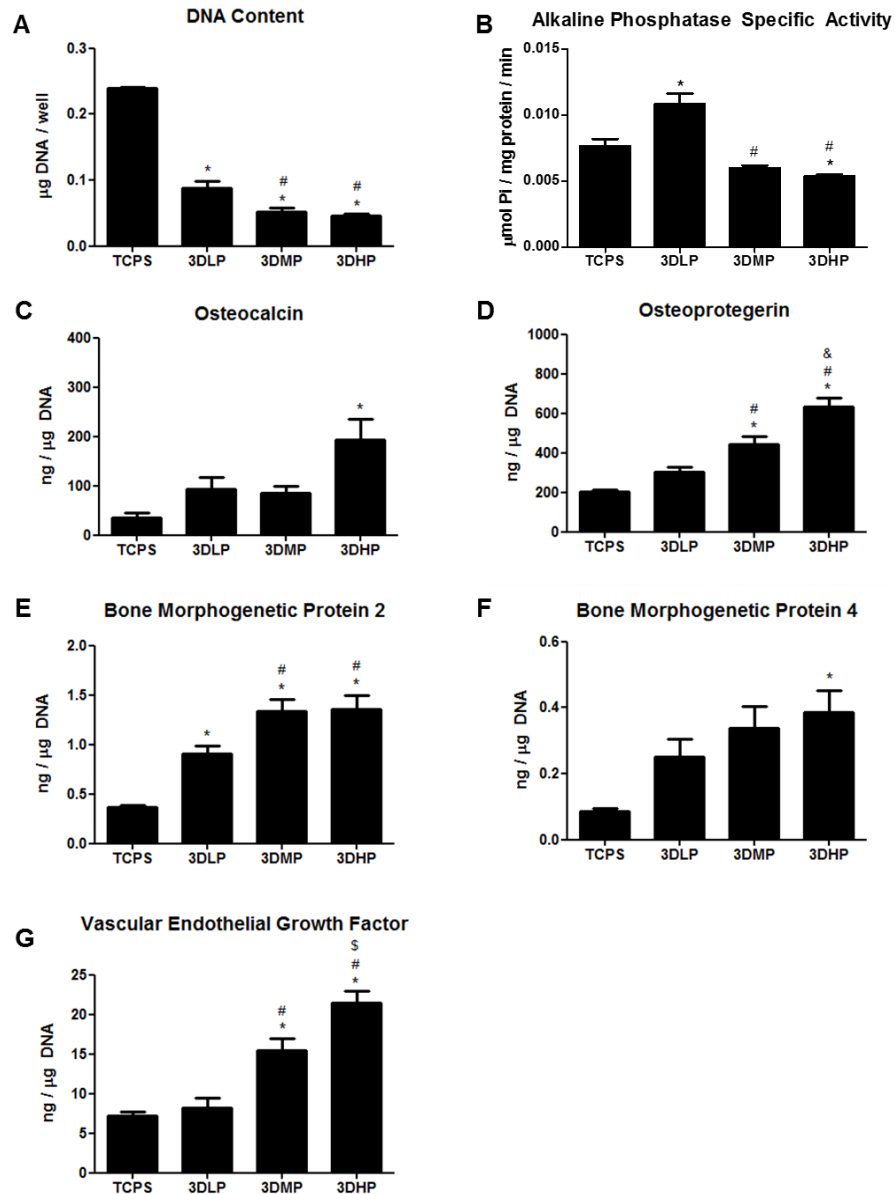 A
DNA Content
µg DNA / well
0.3
0.2
0.1
0.0
*
#
*
#
*
TCPS 3DLP 3DMP 3DHP
B
Alkaline Phosphatase Specific Activity
µmol Pi / mg protein / min
0.015
0.010
0.005
0.000
*
#
#
*
TCPS 3DLP 3DMP 3DHP
C
Osteocalcin
ng / µg DNA
400
300
200
100
0
*
TCPS 3DLP 3DMP 3DHP
D
Osteoprotegerin
ng / µg DNA
1000
800
600
400
200
0
#
*
&
#
*
TCPS 3DLP 3DMP 3DHP
E
Bone Morphogenetic Protein 2
ng / µg DNA
2.0
1.5
1.0
0.5
0.0
*
#
*
#
*
TCPS 3DLP 3DMP 3DHP
F
Bone Morphogenetic Protein 4
ng / µg DNA
0.6
0.4
0.2
0.0
*
TCPS 3DLP 3DMP 3DHP
G
Vascular Endothelial Growth Factor
ng / µg DNA
25
20
15
10
5
0
#
*
$
#
*
TCPS 3DLP 3DMP 3DHP